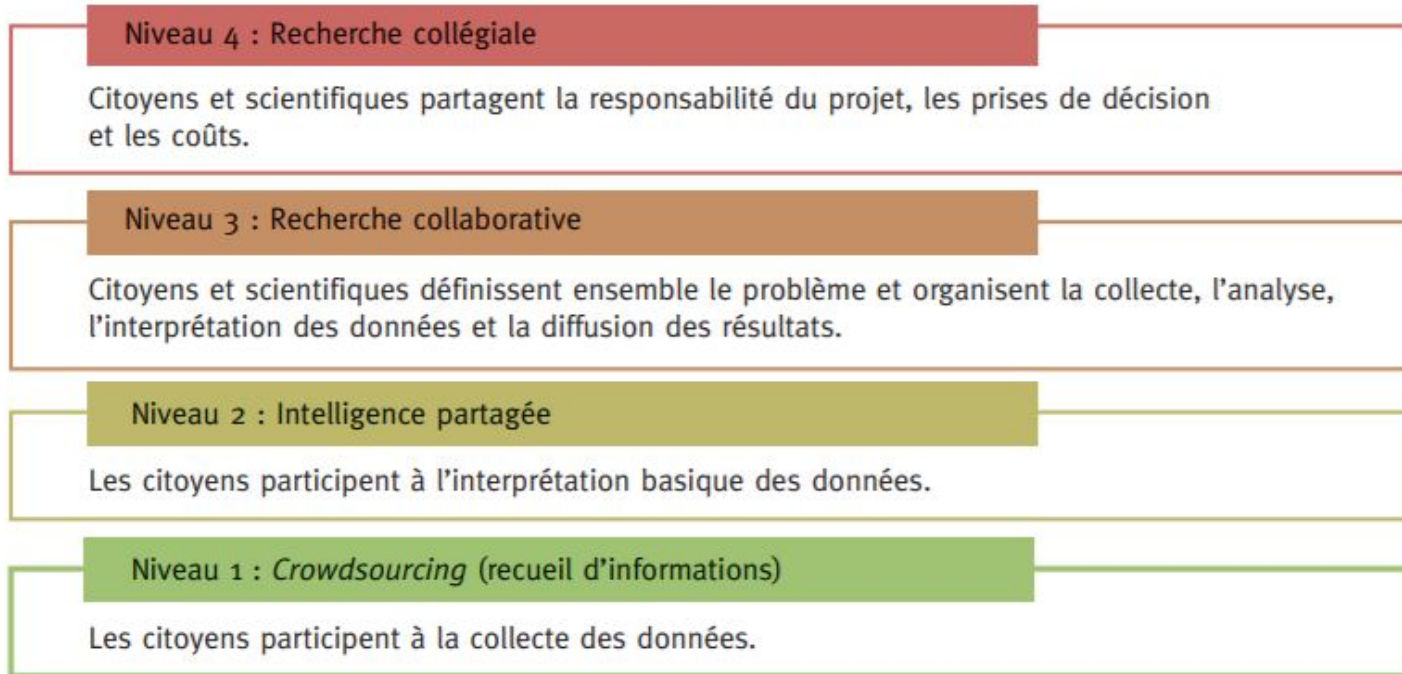 Niveau 4 : Recherche collégiale
Citoyens et scientifiques partagent la responsabilité du projet, les prises de décision
et les coûts.
Niveau 3 : Recherche collaborative
Citoyens et scientifiques définissent ensemble le problème et organisent la collecte, l’analyse,
l’interprétation des données et la diffusion des résultats.
Niveau 2 : Intelligence partagée
Les citoyens participent à l’interprétation basique des données.
Niveau 1 : Crowdsourcing (recueil d’informations)
Les citoyens participent à la collecte des données.